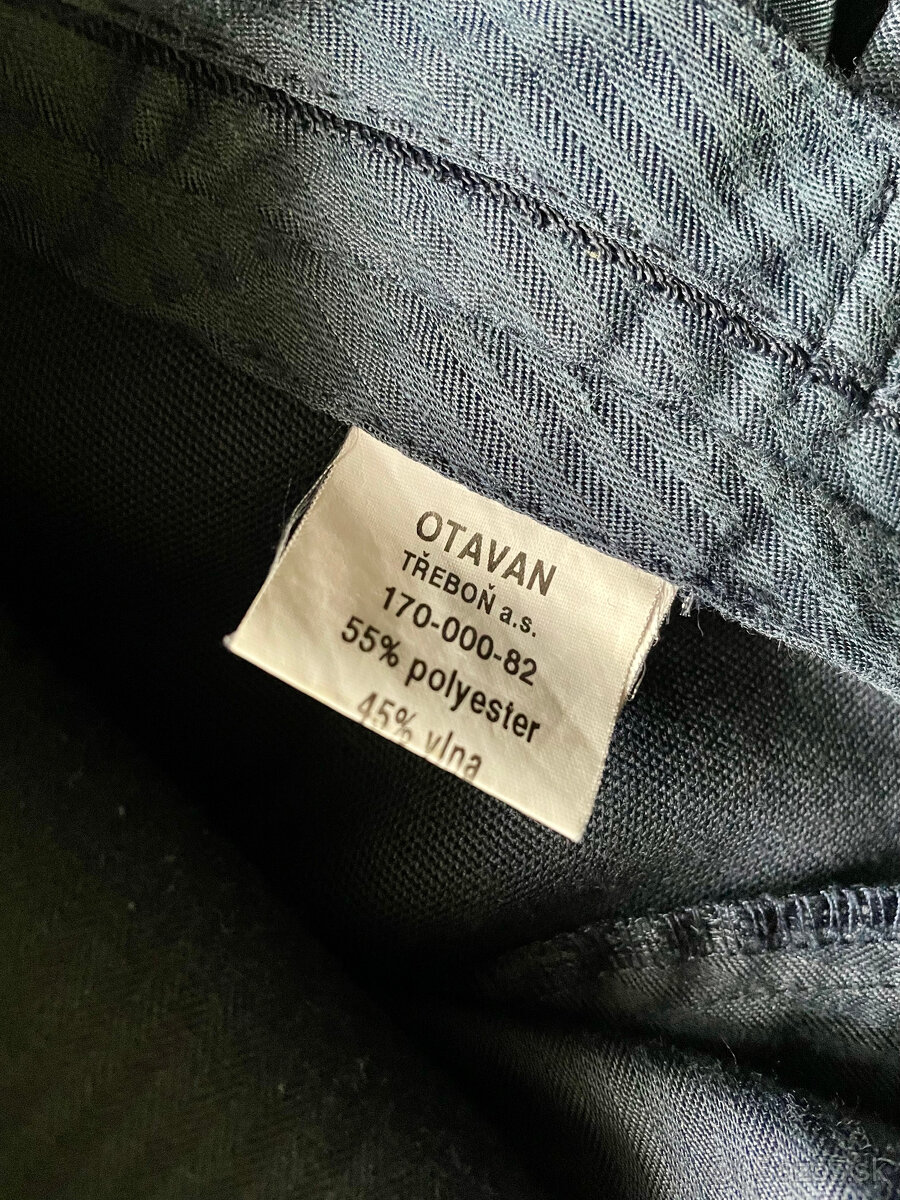 OTAVAN
TŘEBOŇ a.s.
170-000-82
55% polyester
45% vlna